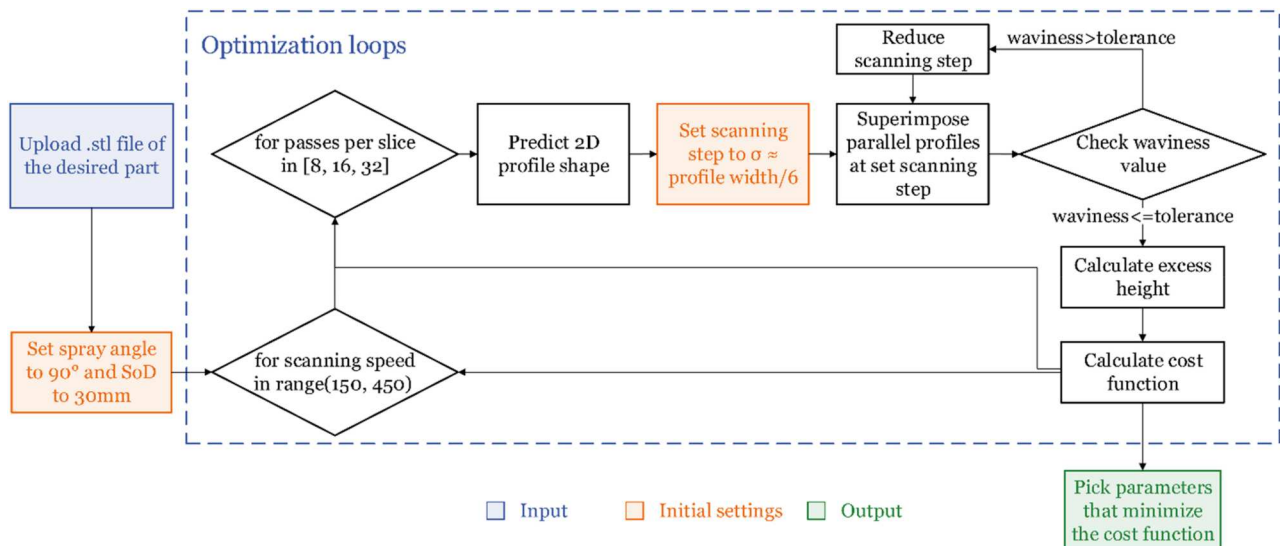 Optimization loops
Upload .stl file of
the desired part
Set spray angle
to 90° and SoD
to 30mm
for scanning speed
in range(150, 450)
for passes per slice
in [8, 16, 32]
Predict 2D
profile shape
Set scanning
step to σ ≈
profile width/6
Superimpose
parallel profiles
at set scanning
step
Reduce
scanning step
waviness>tolerance
Check waviness
value
waviness<=tolerance
Calculate excess
height
Calculate cost
function
Pick parameters
that minimize
the cost function
Input
Initial settings
Output